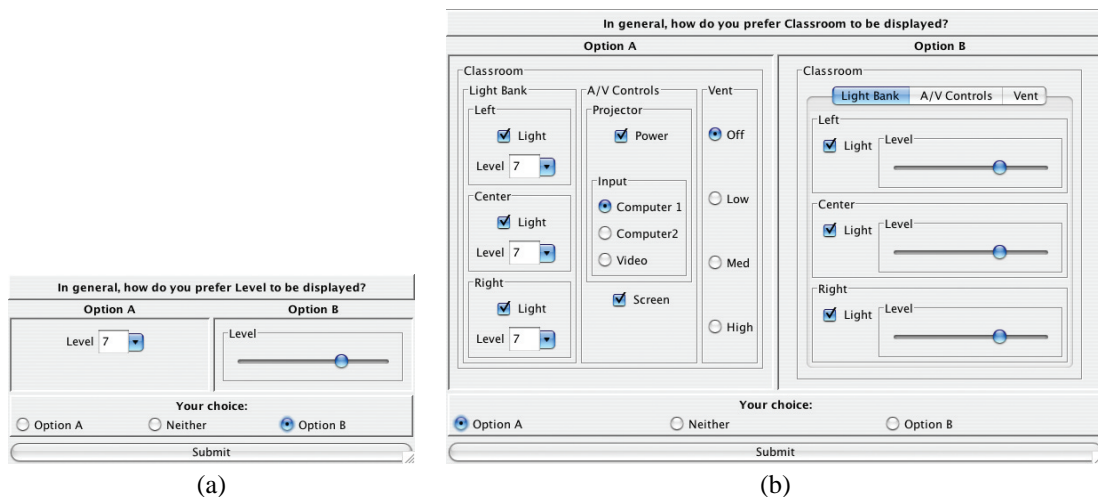 In general, how do you prefer Level to be displayed?
Option A
Option B
Level 7
Level
Your choice:
Option A Neither Option B
Submit
(a)
In general, how do you prefer Classroom to be displayed?
Option A
Classroom
Light Bank
Left
Light
Level 7
Center
Light
Level 7
Right
Light
Level 7
A/V Controls
Projector
Power
Input
Computer 1
Computer2
Video
Screen
Vent
Off
Low
Med
High
Option B
Classroom
Light Bank A/V Controls Vent
Left
Light Level
Center
Light Level
Right
Light Level
Your choice:
Option A Neither Option B
Submit
(b)